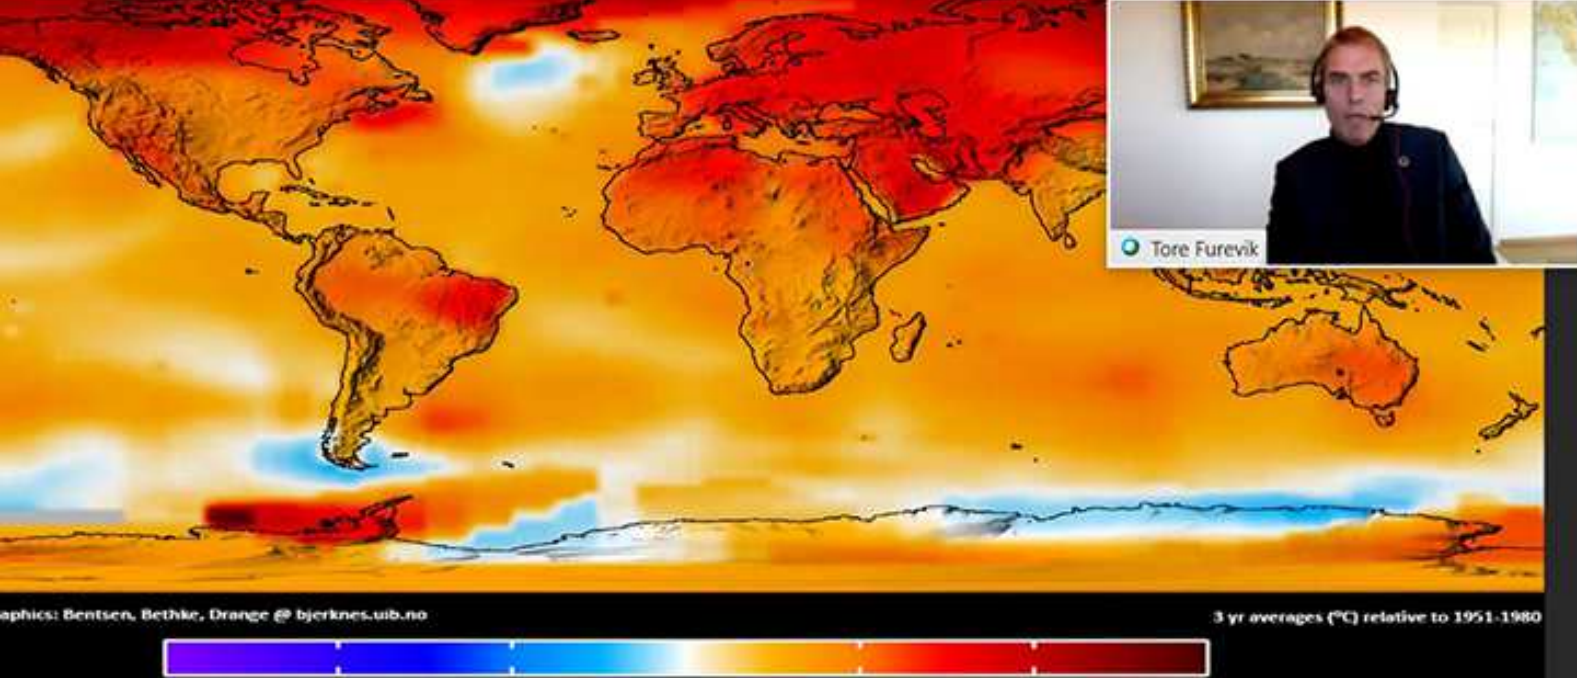 Tore Furevik
aphics: Bentsen, Bethke, Drange @ bjerknes.uib.no
3 yr averages (°C) relative to 1951-1980